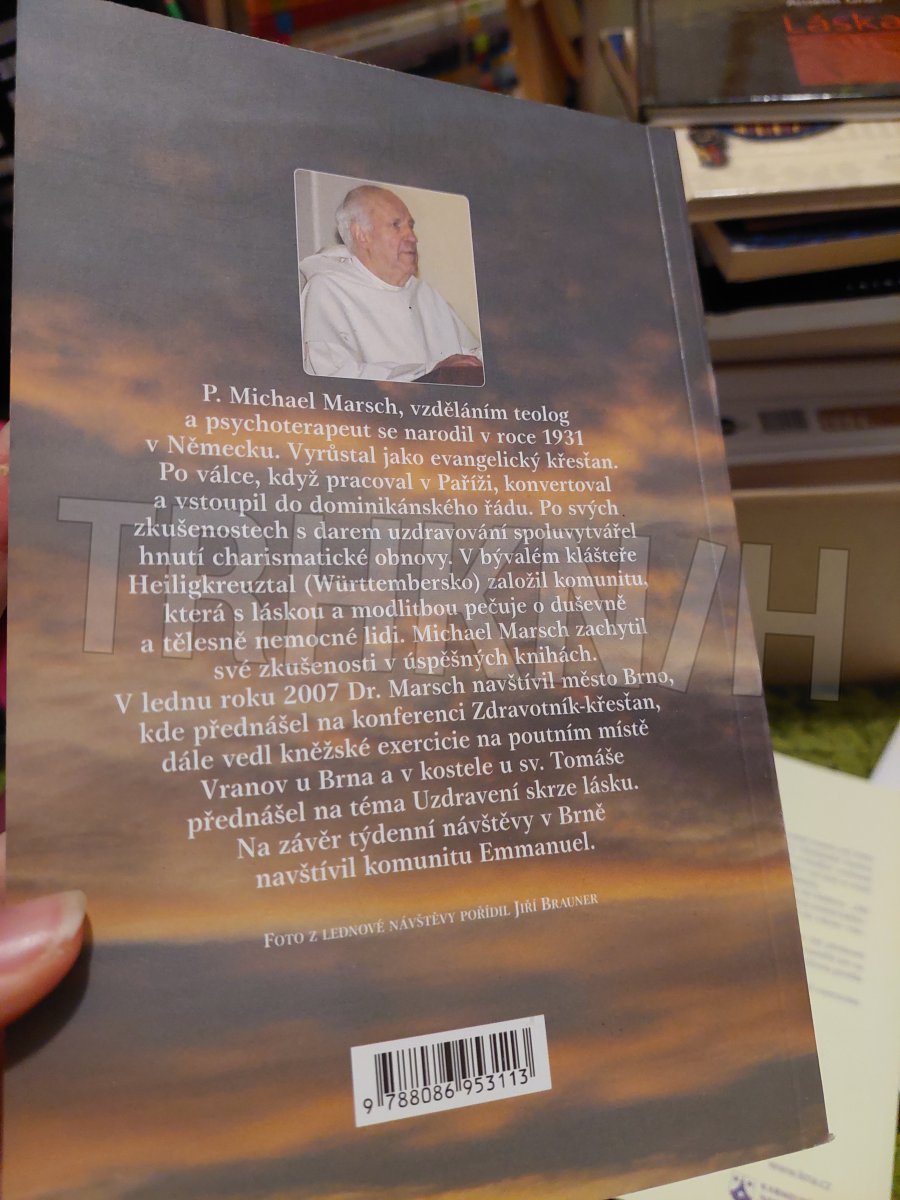 Láska
P. Michael Marsch, vzděláním teolog
a psychoterapeut se narodil v roce 1931
v Německu. Vyrůstal jako evangelický křesťan.
Po válce, když pracoval v Paříži, konvertoval
a vstoupil do dominikánského řádu. Po svých
zkušenostech s darem uzdravování spoluvytvářel
hnutí charismatické obnovy. V bývalém klášteře
Heiligkreuztal (Württembersko) založil komunitu,
která s láskou a modlitbou pečuje o duševně
a tělesně nemocné lidi. Michael Marsch zachytil
své zkušenosti v úspěšných knihách.
V lednu roku 2007 Dr. Marsch navštívil město Brno,
kde přednášel na konferenci Zdravotník-křesťan,
dále vedl kněžské exercicie na poutním místě
Vranov u Brna a v kostele u sv. Tomáše
přednášel na téma Uzdravení skrze lásku.
Na závěr týdenní návštěvy v Brně
navštívil komunitu Emmanuel.
Foto z lednové návštěvy pořídil Jiří Brauner
9 788086 953113
TRHKNIH